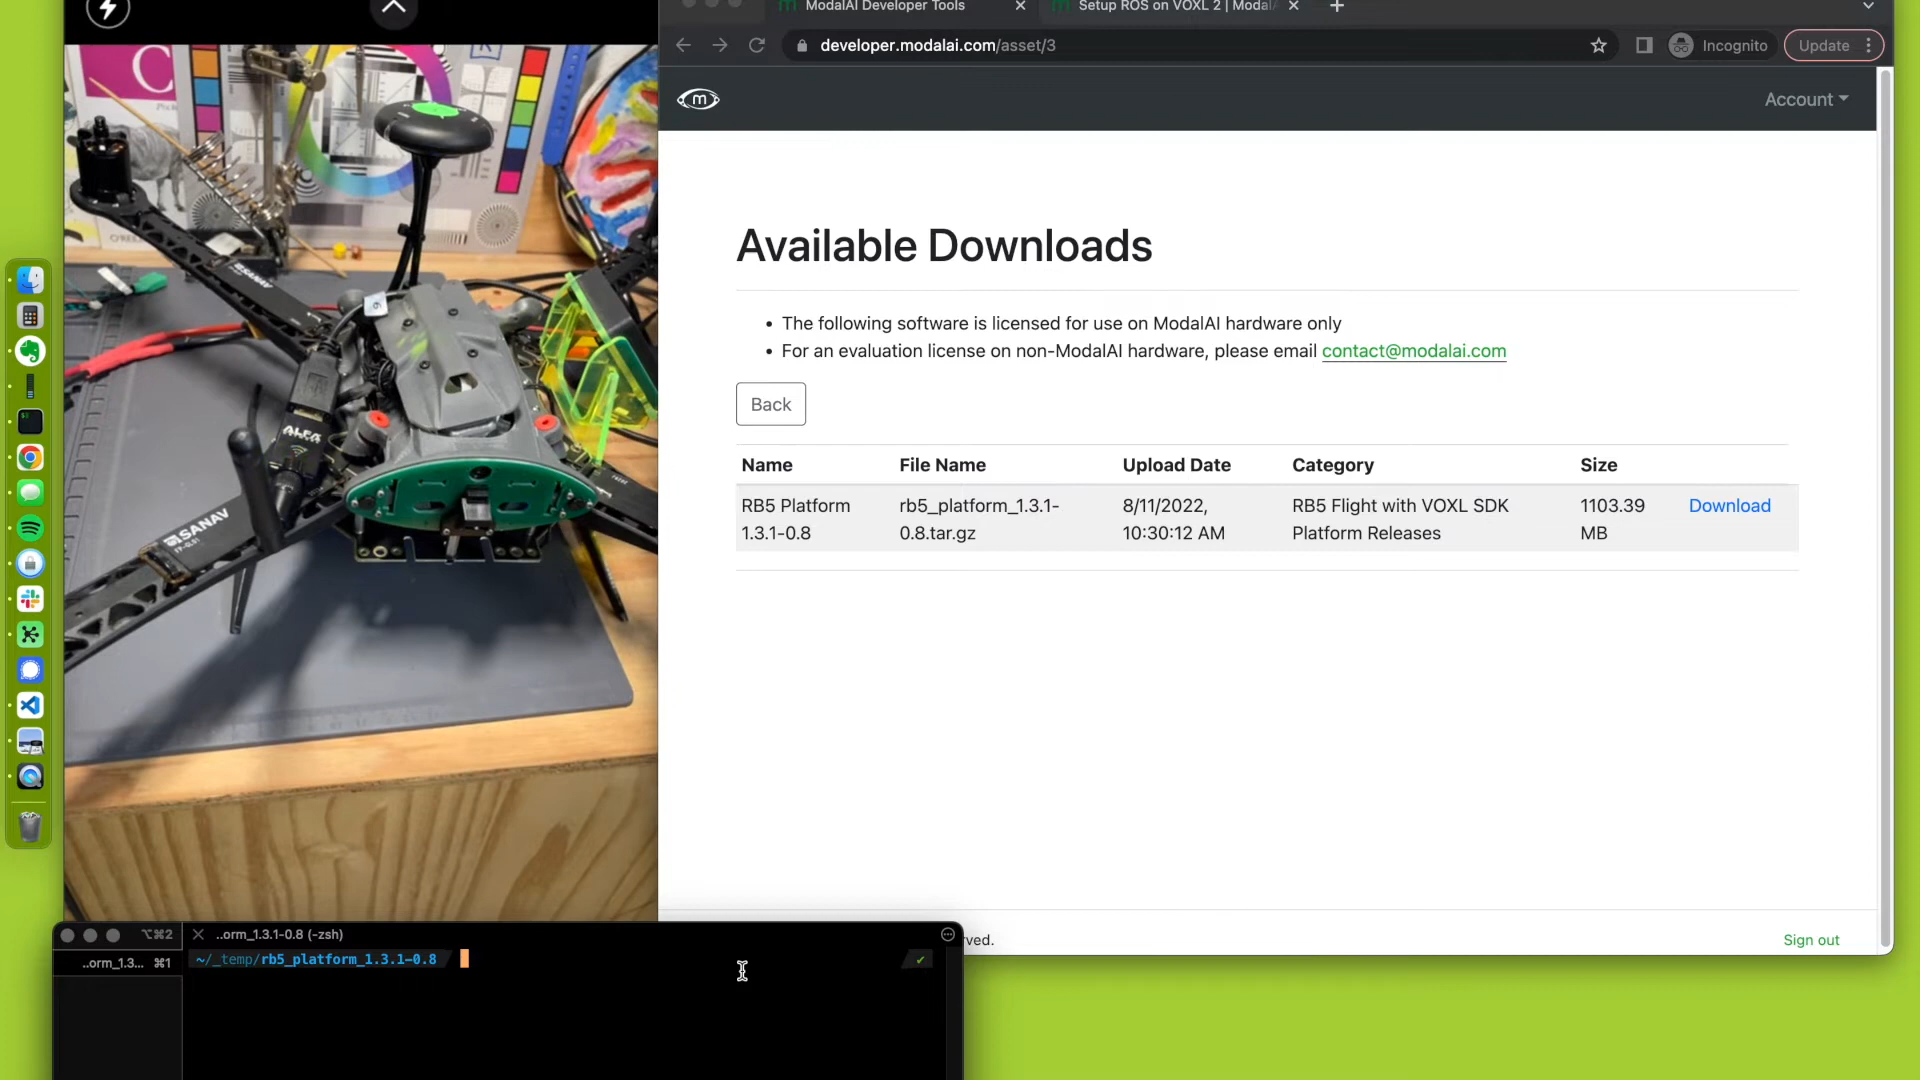 ModalAI Developer Tools
Setup ROS on VOXL 2 | Modal
developer.modalai.com/asset/3
Incognito
Update
m
Account
Available Downloads
The following software is licensed for use on ModalAI hardware only
For an evaluation license on non-ModalAI hardware, please email contact@modalai.com
Back
Name File Name Upload Date Category Size
RB5 Platform rb5_platform_1.3.1- 8/11/2022, RB5 Flight with VOXL SDK 1103.39 Download
1.3.1-0.8 0.8.tar.gz 10:30:12 AM Platform Releases MB
ved.
Sign out
C
SANAV
ALFA
SANAV
⌥⌘2
..orm_1.3.1-0.8 (-zsh)
..orm_1.3... ⌘1
~/_temp/rb5_platform_1.3.1-0.8